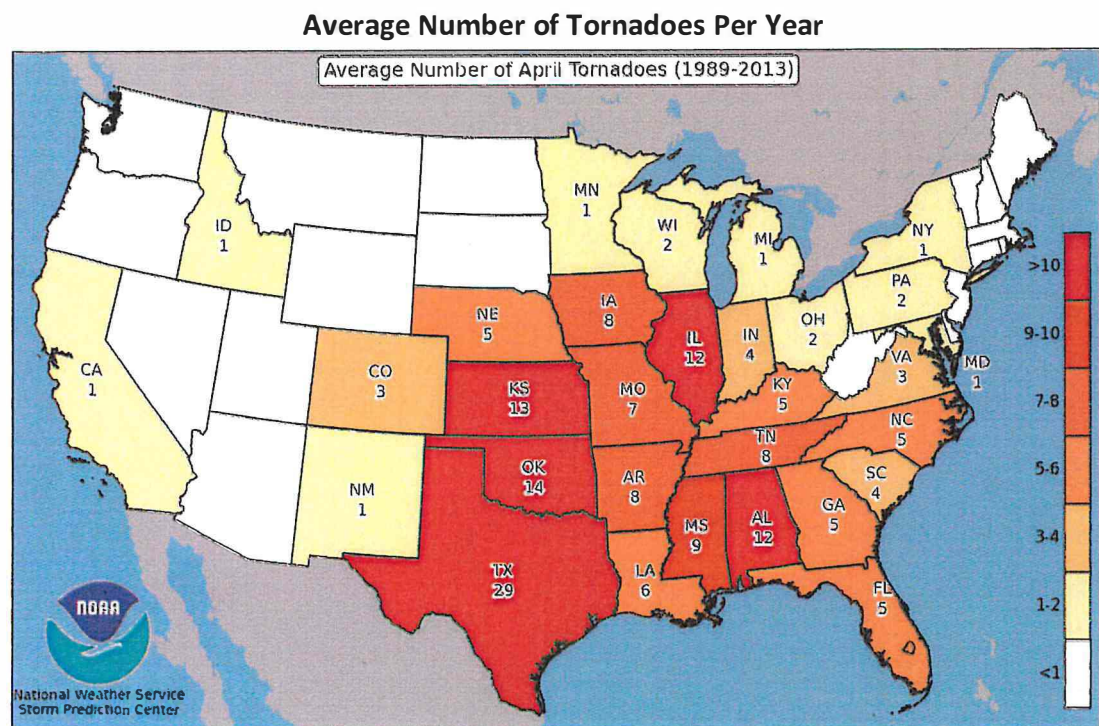 Average Number of Tornadoes Per Year
Average Number of April Tornadoes (1989-2013)
MN
1
ID
1
WI
2
MI
1
NY
1
PA
2
NE
5
IA
8
IL
12
IN
4
OH
2
MD
1
VA
3
CA
1
CO
3
KS
13
MO
7
KY
5
NC
5
TN
8
SC
4
NM
1
OK
14
AR
8
MS
9
AL
12
GA
5
TX
29
LA
6
FL
5
>10
9-10
7-8
5-6
3-4
1-2
<1
NOAA
National Weather Service
Storm Prediction Center